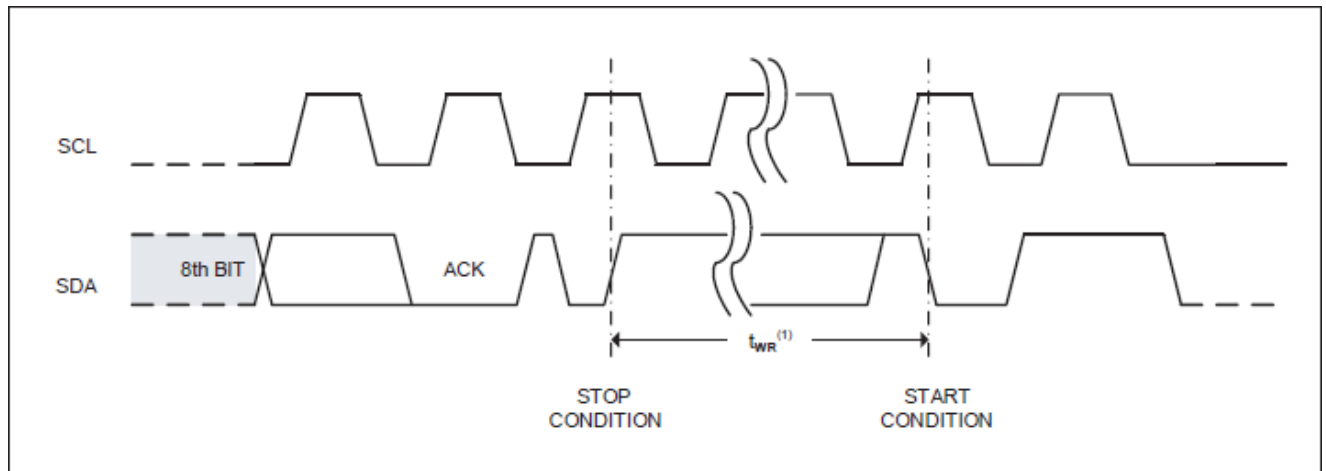 SCL
8th BIT
ACK
SDA
tWR(1)
STOP
CONDITION
START
CONDITION